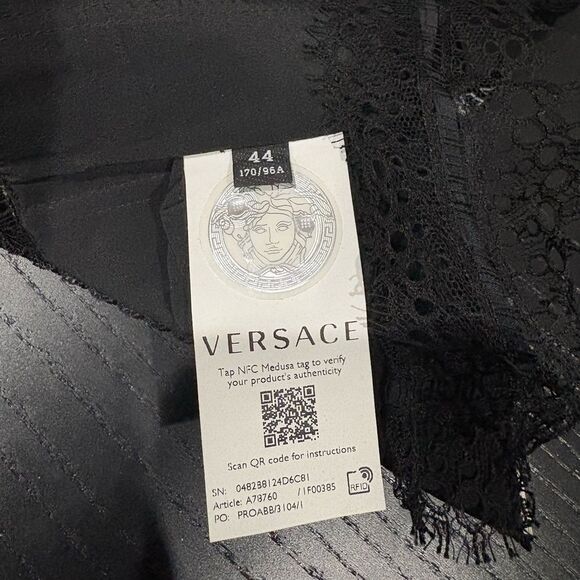 44
170/96A
VERSACE
Tap NFC Medusa tag to verify
your product's authenticity
Scan QR code for instructions
SN: 0482B8124D6C81
Article: A78760 /1F00385
PO: PROABB/3104/1
RFID